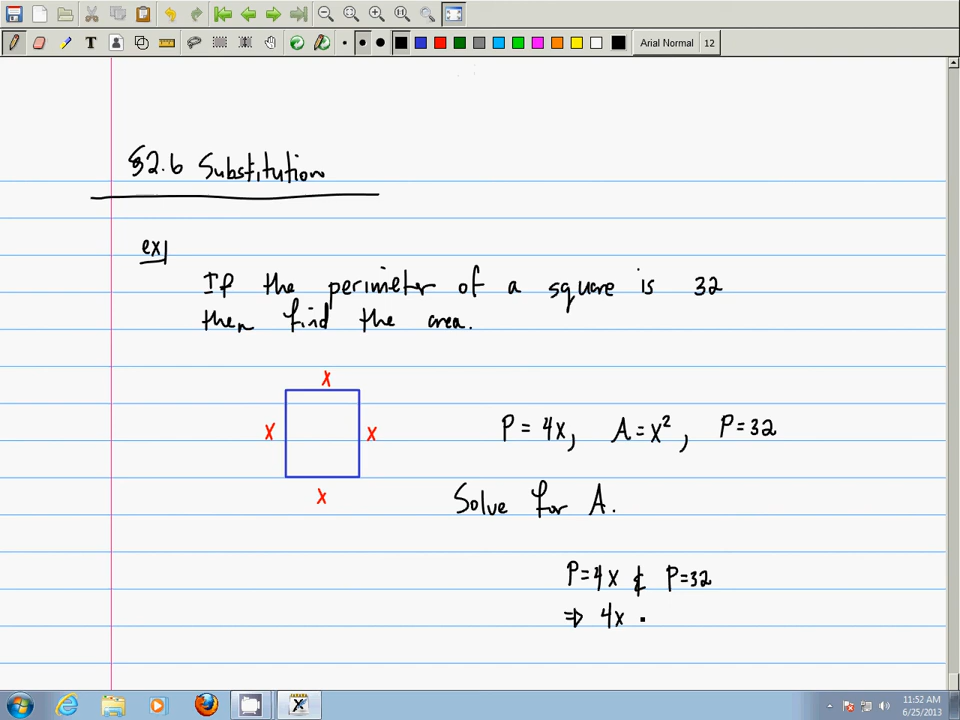 T Arial Normal 12
§2.6 Substitution
ex1
If the perimeter of a square is 32
then find the area.
x
x x
x
P = 4x, A = x², P = 32
Solve for A.
P=4x & P=32
⇒ 4x
11:52 AM
6/25/2013